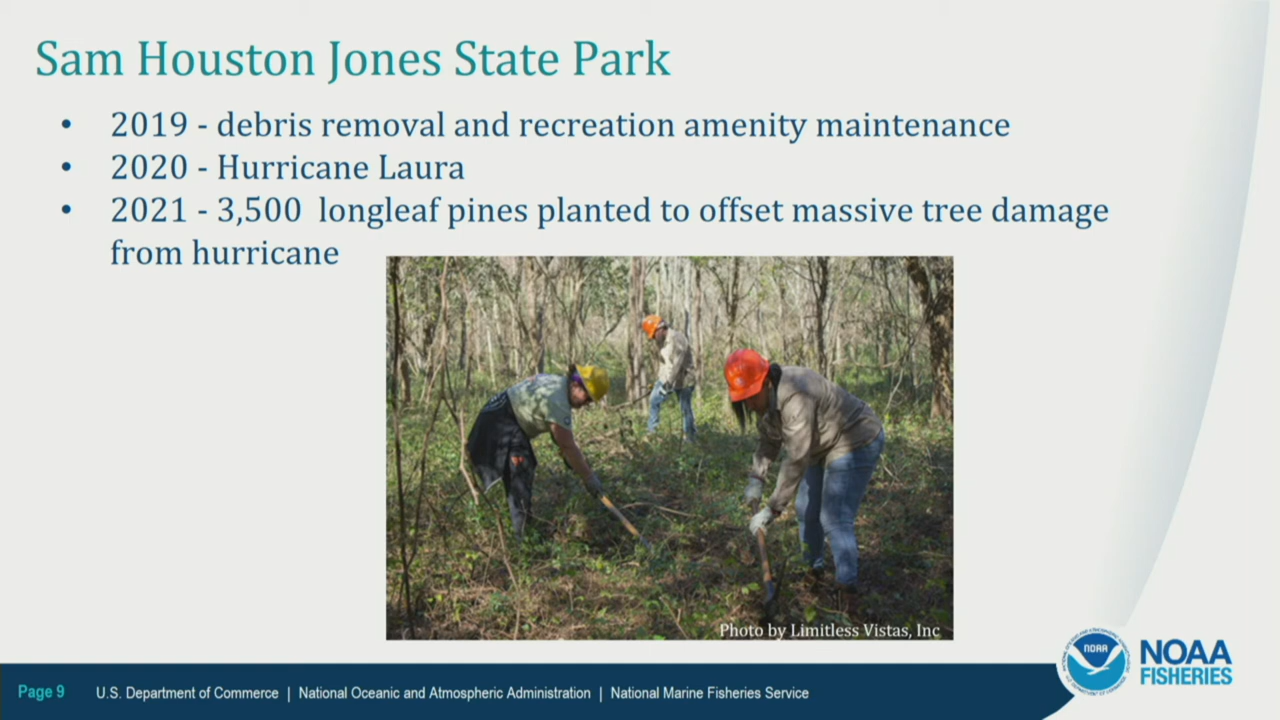 Sam Houston Jones State Park
• 2019 - debris removal and recreation amenity maintenance
• 2020 - Hurricane Laura
• 2021 - 3,500 longleaf pines planted to offset massive tree damage
from hurricane
Photo by Limitless Vistas, Inc
NOAA
NOAA
FISHERIES
Page 9 U.S. Department of Commerce | National Oceanic and Atmospheric Administration | National Marine Fisheries Service